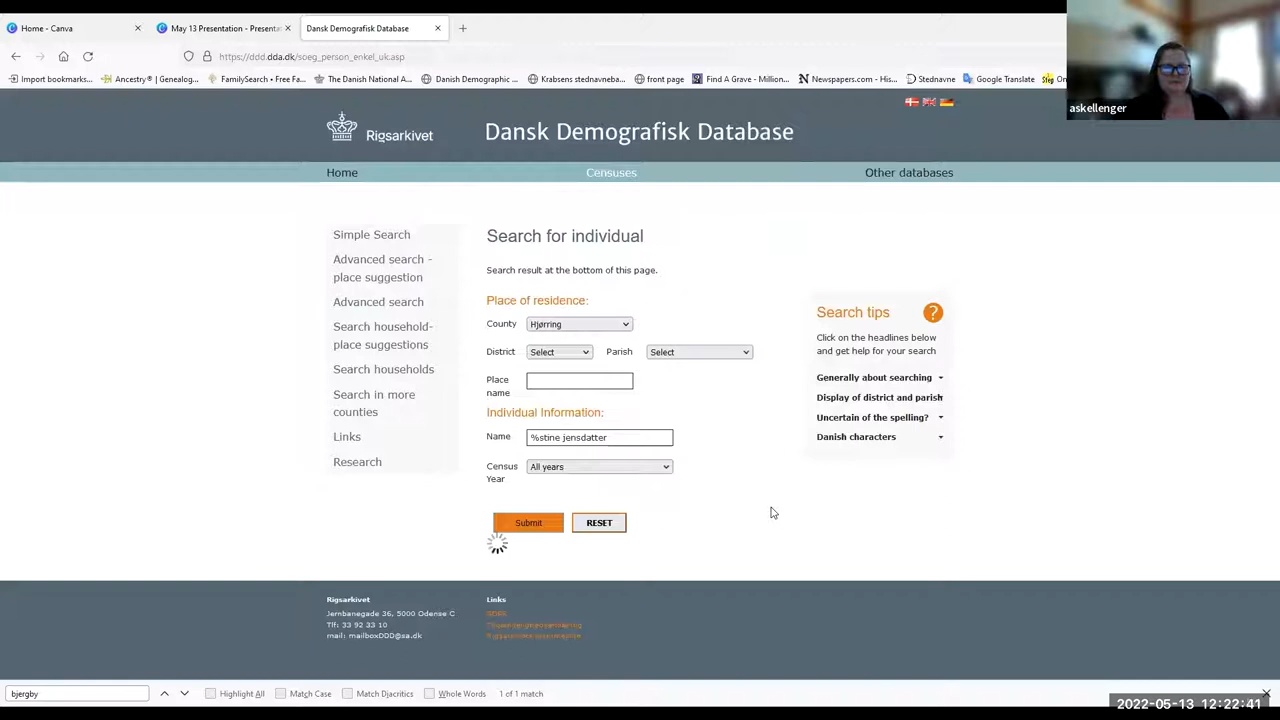 Home - Canva
May 13 Presentation - Presenta
Dansk Demografisk Database
https://ddd.dda.dk/soeg_person_enkel_uk.asp
Import bookmarks...
Ancestry® | Genealog...
FamilySearch • Free Fa...
The Danish National A...
Danish Demographic ...
Krabsens stednavneba...
front page
Find A Grave - Million...
Newspapers.com - His...
Stednavne
Google Translate
askellenger
Rigsarkivet
Dansk Demografisk Database
Home
Censuses
Other databases
Simple Search
Advanced search -
place suggestion
Advanced search
Search household-
place suggestions
Search households
Search in more
counties
Links
Research
Search for individual
Search result at the bottom of this page.
Place of residence:
County Hjørring
District Select Parish Select
Place
name
Individual Information:
Name %stine jensdatter
Census All years
Year
Submit RESET
Search tips ?
Click on the headlines below
and get help for your search
Generally about searching
Display of district and parish
Uncertain of the spelling?
Danish characters
Rigsarkivet
Jernbanegade 36, 5000 Odense C
Tlf: 33 92 33 10
mail: mailboxDDD@sa.dk
Links
bjergby
Highlight All
Match Case
Match Diacritics
Whole Words
1 of 1 match
2022-05-13 12:22:41